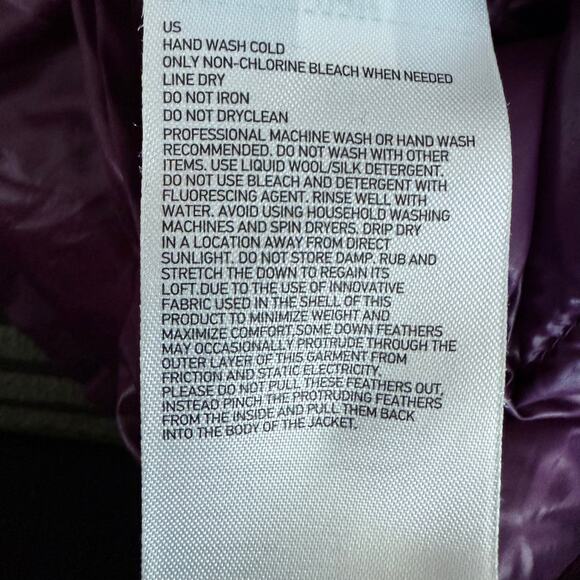 US
HAND WASH COLD
ONLY NON-CHLORINE BLEACH WHEN NEEDED
LINE DRY
DO NOT IRON
DO NOT DRYCLEAN
PROFESSIONAL MACHINE WASH OR HAND WASH
RECOMMENDED. DO NOT WASH WITH OTHER
ITEMS. USE LIQUID WOOL/SILK DETERGENT.
DO NOT USE BLEACH AND DETERGENT WITH
FLUORESCING AGENT. RINSE WELL WITH
WATER. AVOID USING HOUSEHOLD WASHING
MACHINES AND SPIN DRYERS. DRIP DRY
IN A LOCATION AWAY FROM DIRECT
SUNLIGHT. DO NOT STORE DAMP. RUB AND
STRETCH THE DOWN TO REGAIN ITS
LOFT.DUE TO THE USE OF INNOVATIVE
FABRIC USED IN THE SHELL OF THIS
PRODUCT TO MINIMIZE WEIGHT AND
MAXIMIZE COMFORT,SOME DOWN FEATHERS
MAY OCCASIONALLY PROTRUDE THROUGH THE
OUTER LAYER OF THIS GARMENT FROM
FRICTION AND STATIC ELECTRICITY.
PLEASE DO NOT PULL THESE FEATHERS OUT,
INSTEAD PINCH THE PROTRUDING FEATHERS
FROM THE INSIDE AND PULL THEM BACK
INTO THE BODY OF THE JACKET.